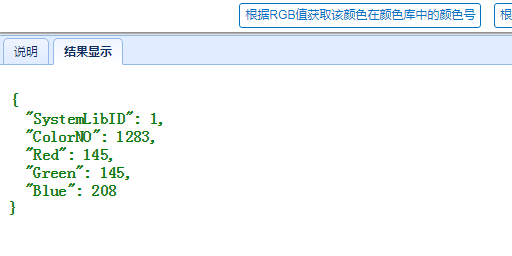 根据RGB值获取该颜色在颜色库中的颜色号
根
说明 结果显示
{
"SystemLibID": 1,
"ColorNO": 1283,
"Red": 145,
"Green": 145,
"Blue": 208
}